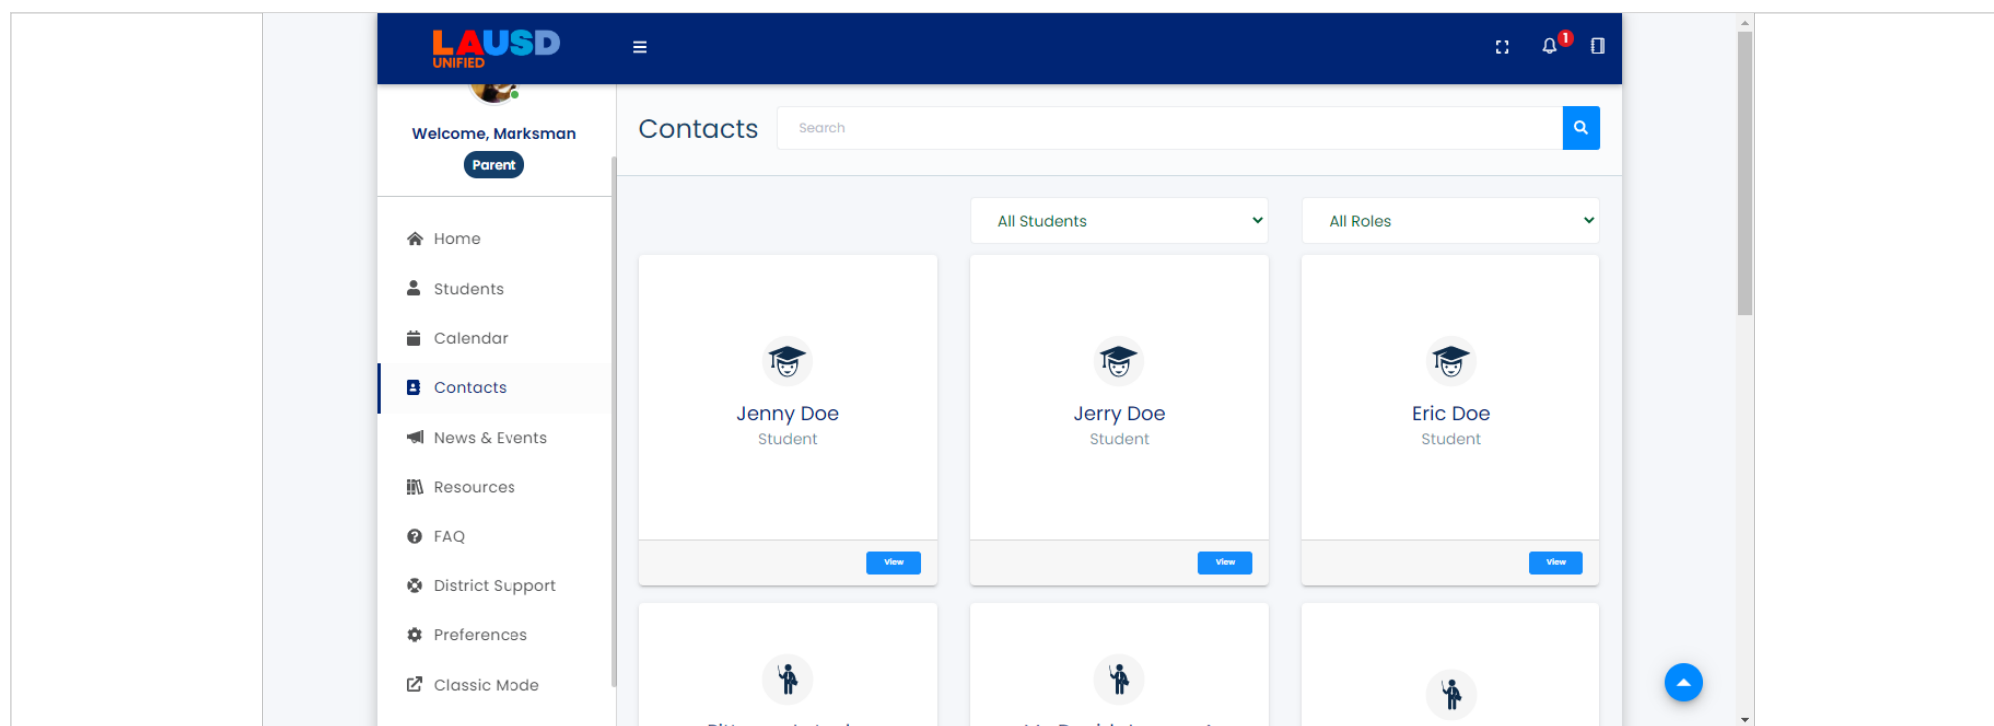 LAUSD
UNIFIED
1
Welcome, Marksman
Parent
Home
Students
Calendar
Contacts
News & Events
Resources
FAQ
District Support
Preferences
Classic Mode
Contacts
Search
All Students
All Roles
Jenny Doe
Student
View
Jerry Doe
Student
View
Eric Doe
Student
View